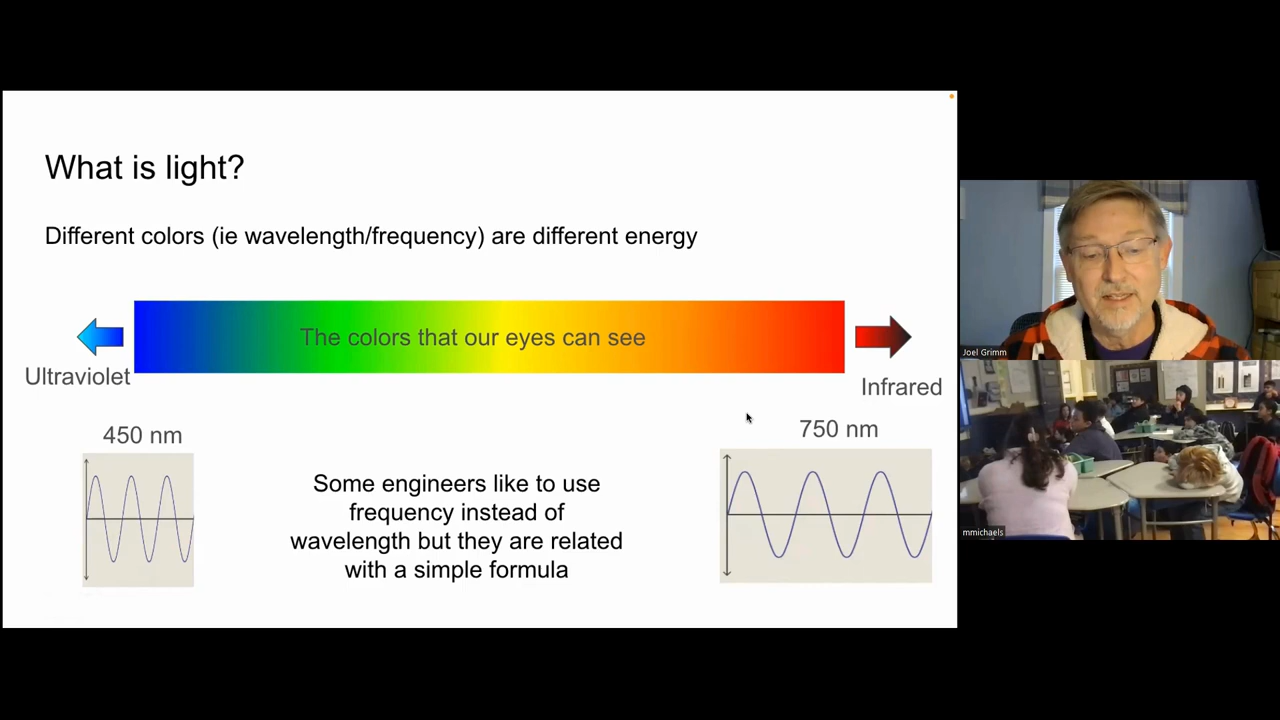 What is light?
Different colors (ie wavelength/frequency) are different energy
The colors that our eyes can see
Ultraviolet
Infrared
450 nm
750 nm
Some engineers like to use
frequency instead of
wavelength but they are related
with a simple formula
Joel Grimm
mmichaels